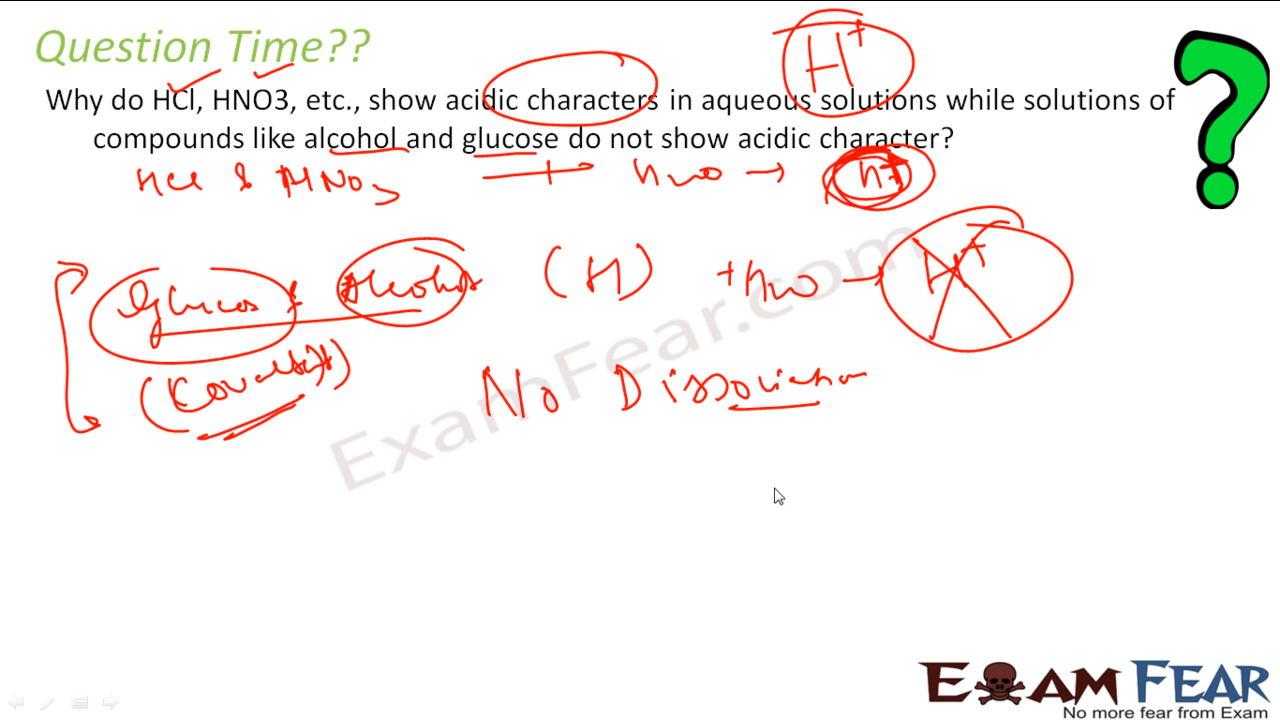 Question Time??
H+
Why do HCl, HNO3, etc., show acidic characters in aqueous solutions while solutions of
compounds like alcohol and glucose do not show acidic character?
HCl & HNO3 + H2O → H+
Glucos & Alcohol (H) + H2O → H+
(Covalent)
No Dissociation
ExamFear.com
EXAM FEAR
No more fear from Exam